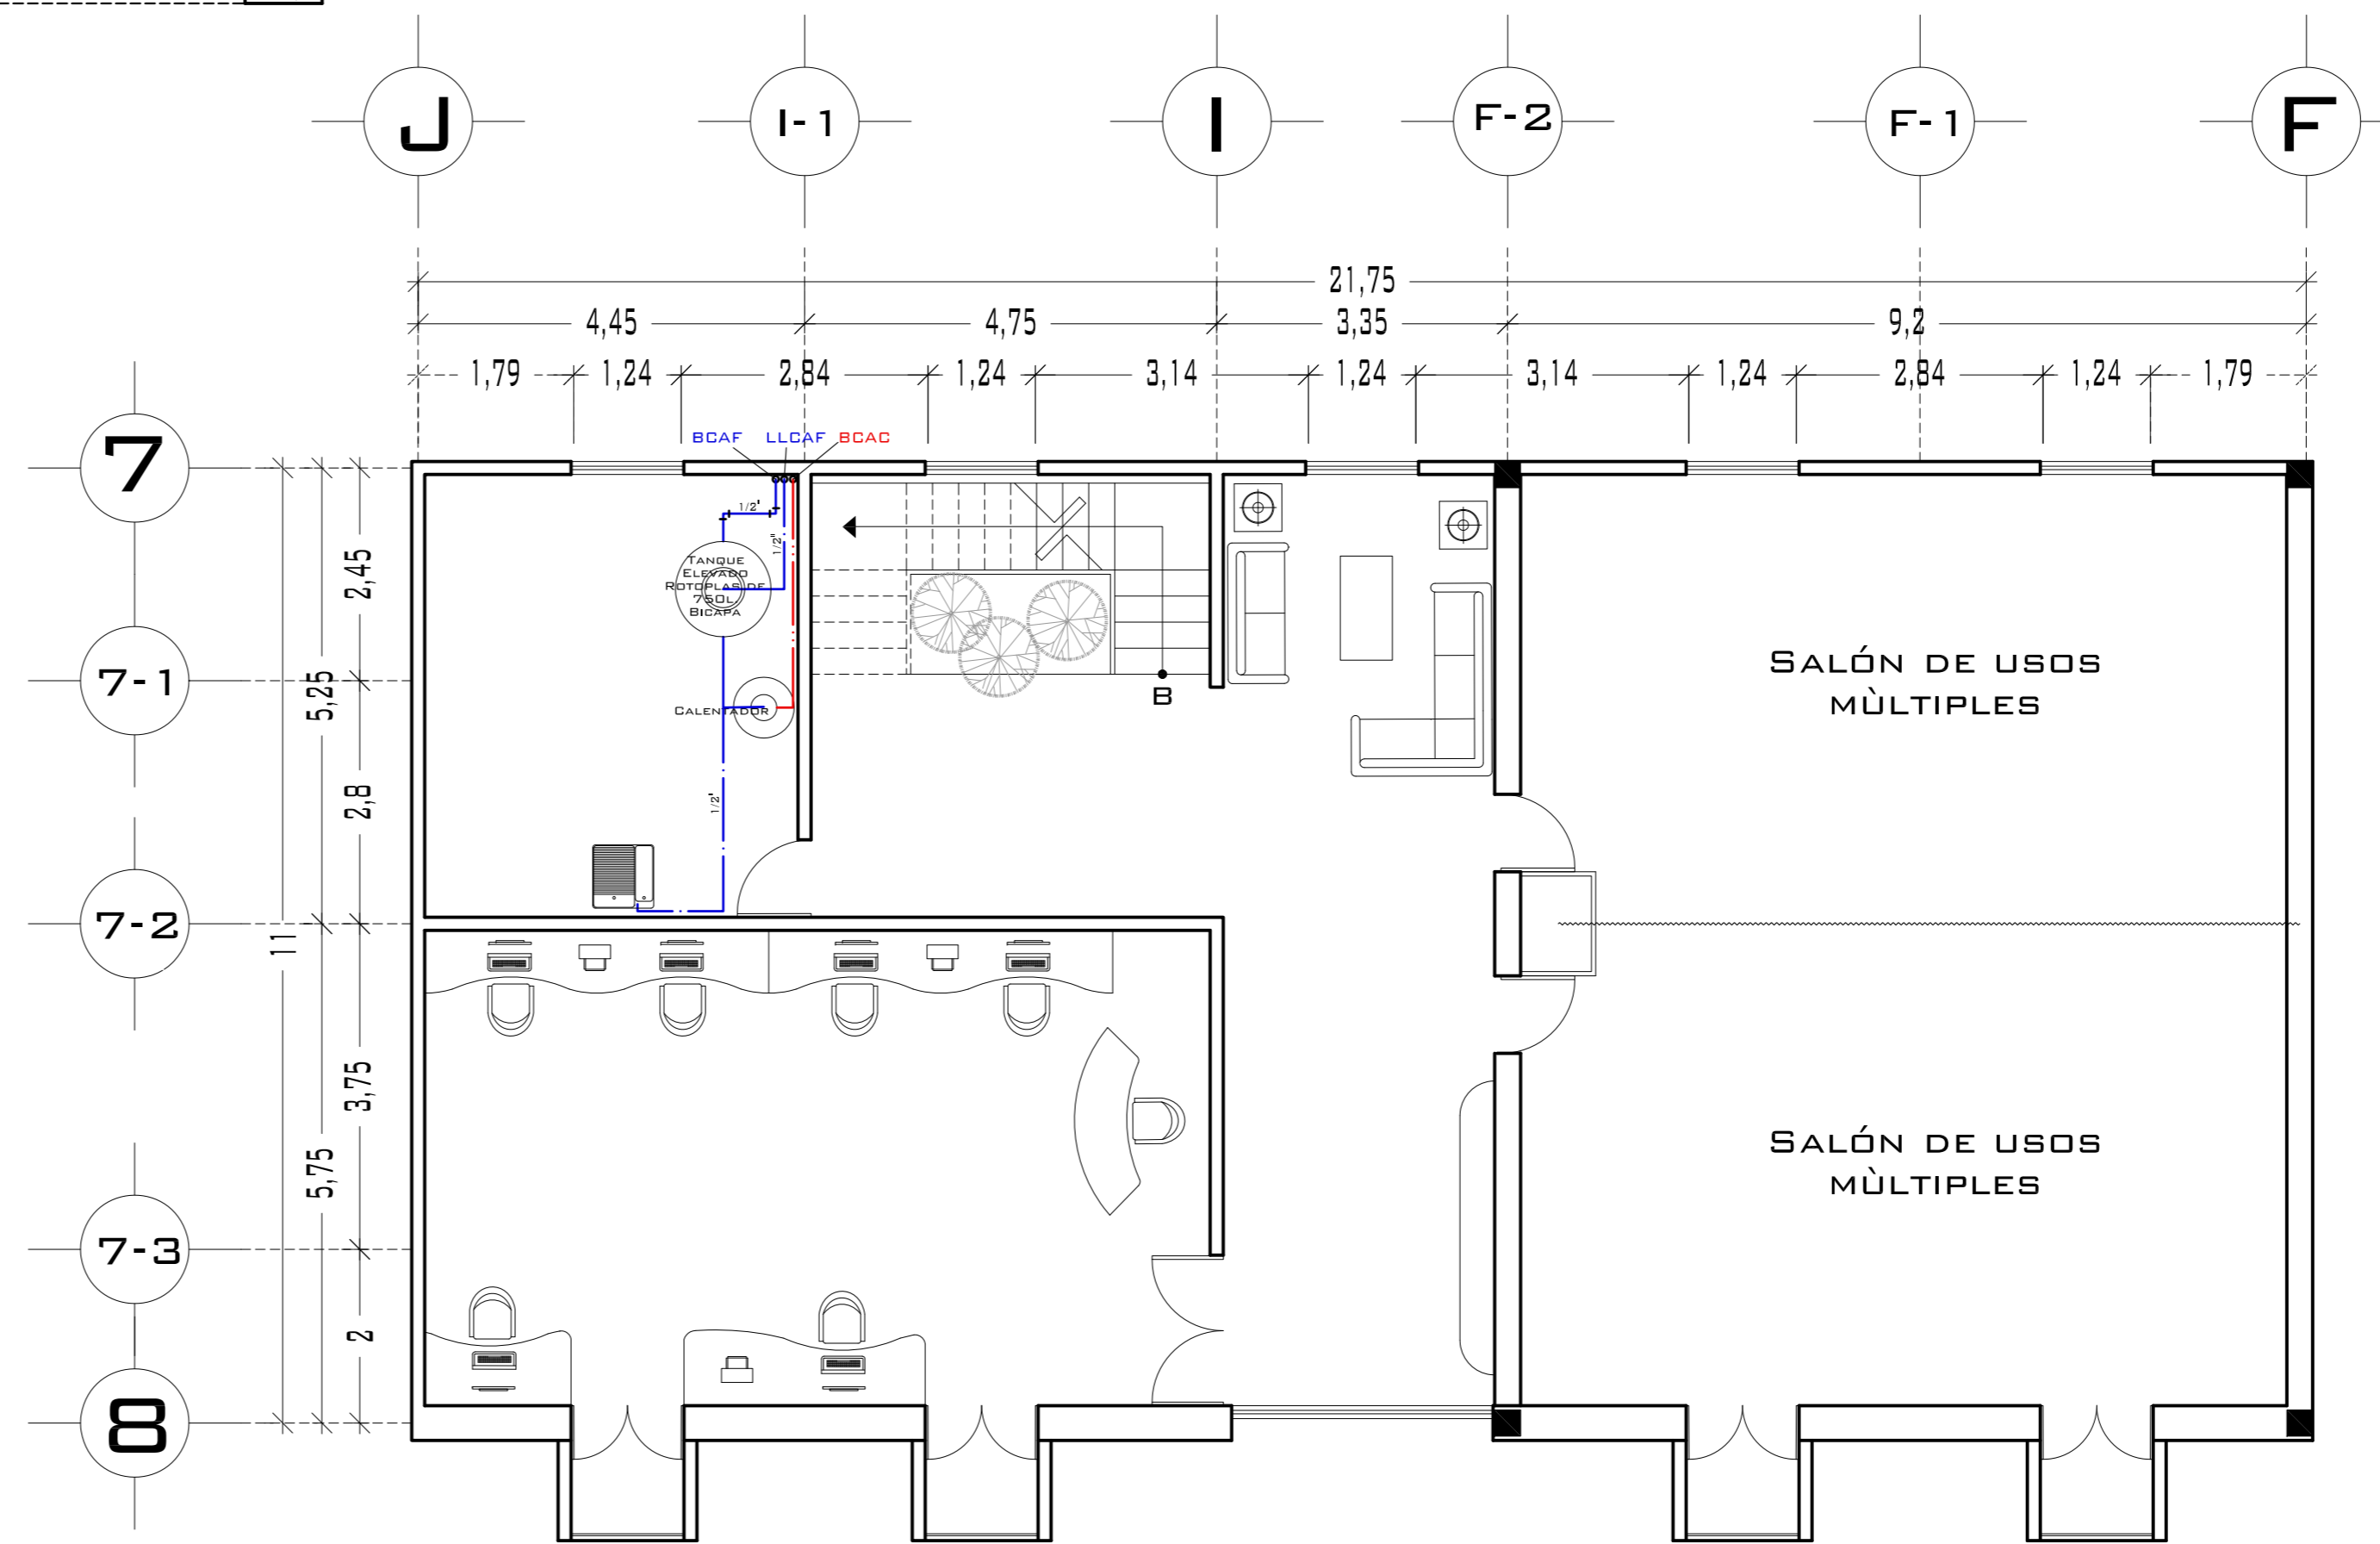 J
I-1
I
F-2
F-1
F
21,75
4,45
4,75
3,35
9,2
1,79
1,24
2,84
1,24
3,14
1,24
3,14
1,24
2,84
1,24
1,79
7
7-1
7-2
7-3
8
11
5,25
5,75
2,45
2,8
3,75
2
BCAF
LLCAF
BCAC
1/2'
1/2"
TANQUE
ELEVADO
ROTOPLAS DE
750L
BICAPA
CALENTADOR
1/2'
B
SALÓN DE USOS
MÙLTIPLES
SALÓN DE USOS
MÙLTIPLES